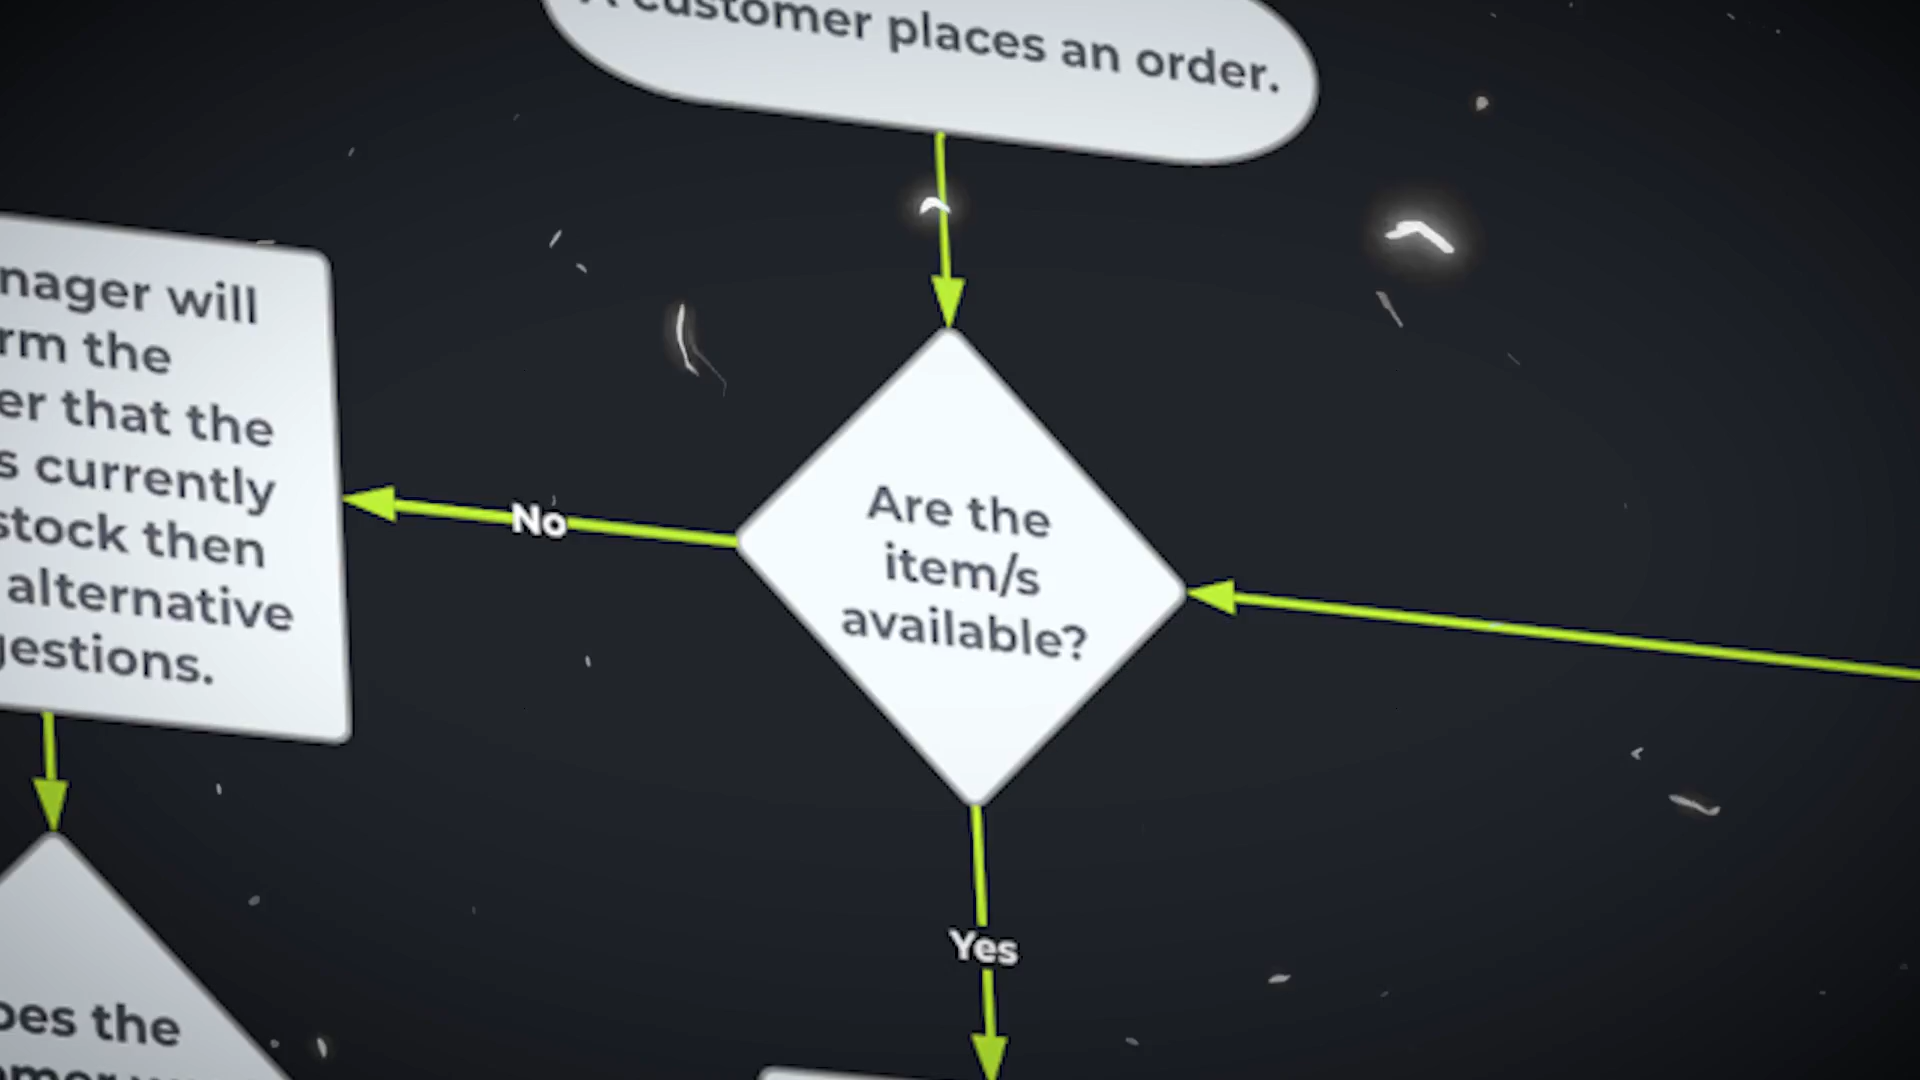 customer places an order.
nager will
rm the
er that the
s currently
stock then
alternative
gestions.
No
Are the
item/s
available?
Yes
oes the